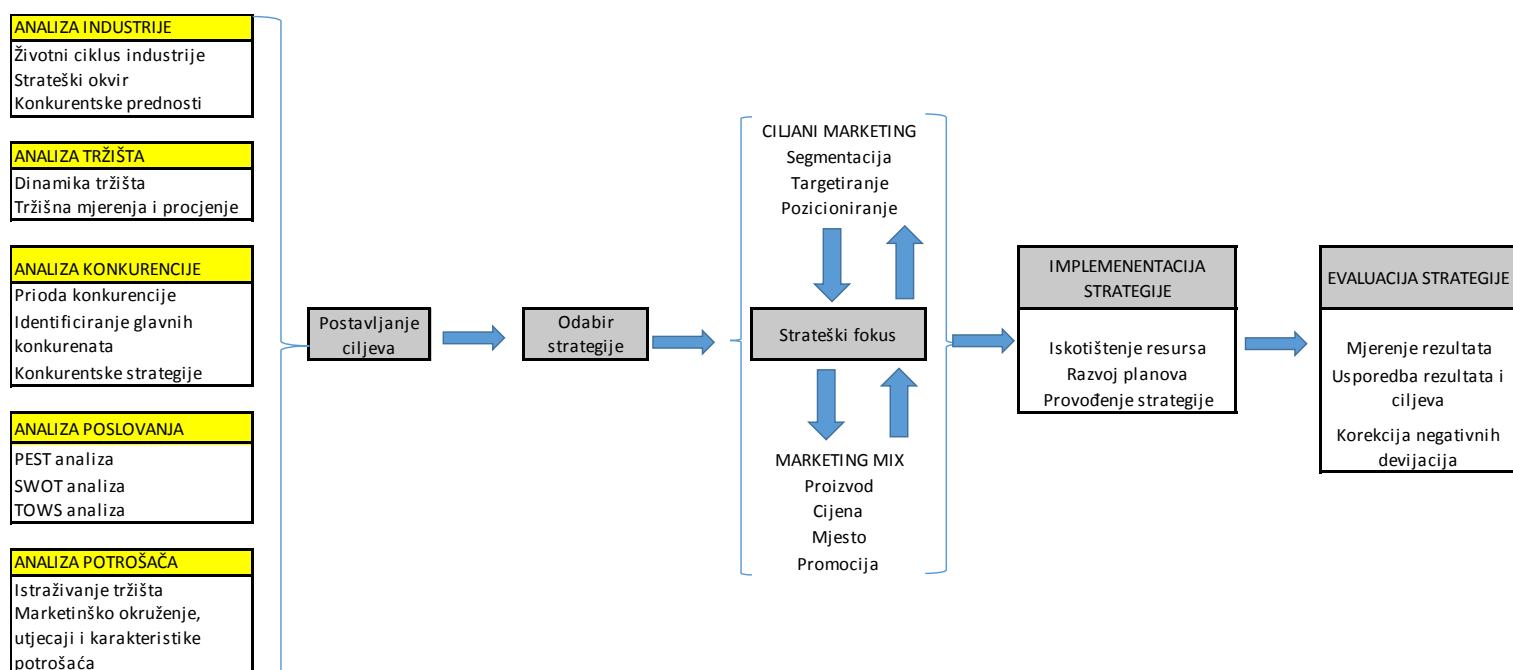 ANALIZA INDUSTRIJE
Životni ciklus industrije
Strateški okvir
Konkurentske prednosti
ANALIZA TRŽIŠTA
Dinamika tržišta
Tržišna mjerenja i procjene
ANALIZA KONKURENCIJE
Prioda konkurencije
Identificiranje glavnih
konkurenata
Konkurentske strategije
ANALIZA POSLOVANJA
PEST analiza
SWOT analiza
TOWS analiza
ANALIZA POTROŠAČA
Istraživanje tržišta
Marketinško okruženje,
utjecaji i karakteristike
potrošaća
Postavljanje
ciljeva
Odabir
strategije
CILJANI MARKETING
Segmentacija
Targetiranje
Pozicioniranje
Strateški fokus
MARKETING MIX
Proizvod
Cijena
Mjesto
Promocija
IMPLEMENENTACIJA
STRATEGIJE
Iskotištenje resursa
Razvoj planova
Provođenje strategije
EVALUACIJA STRATEGIJE
Mjerenje rezultata
Usporedba rezultata i
ciljeva
Korekcija negativnih
devijacija